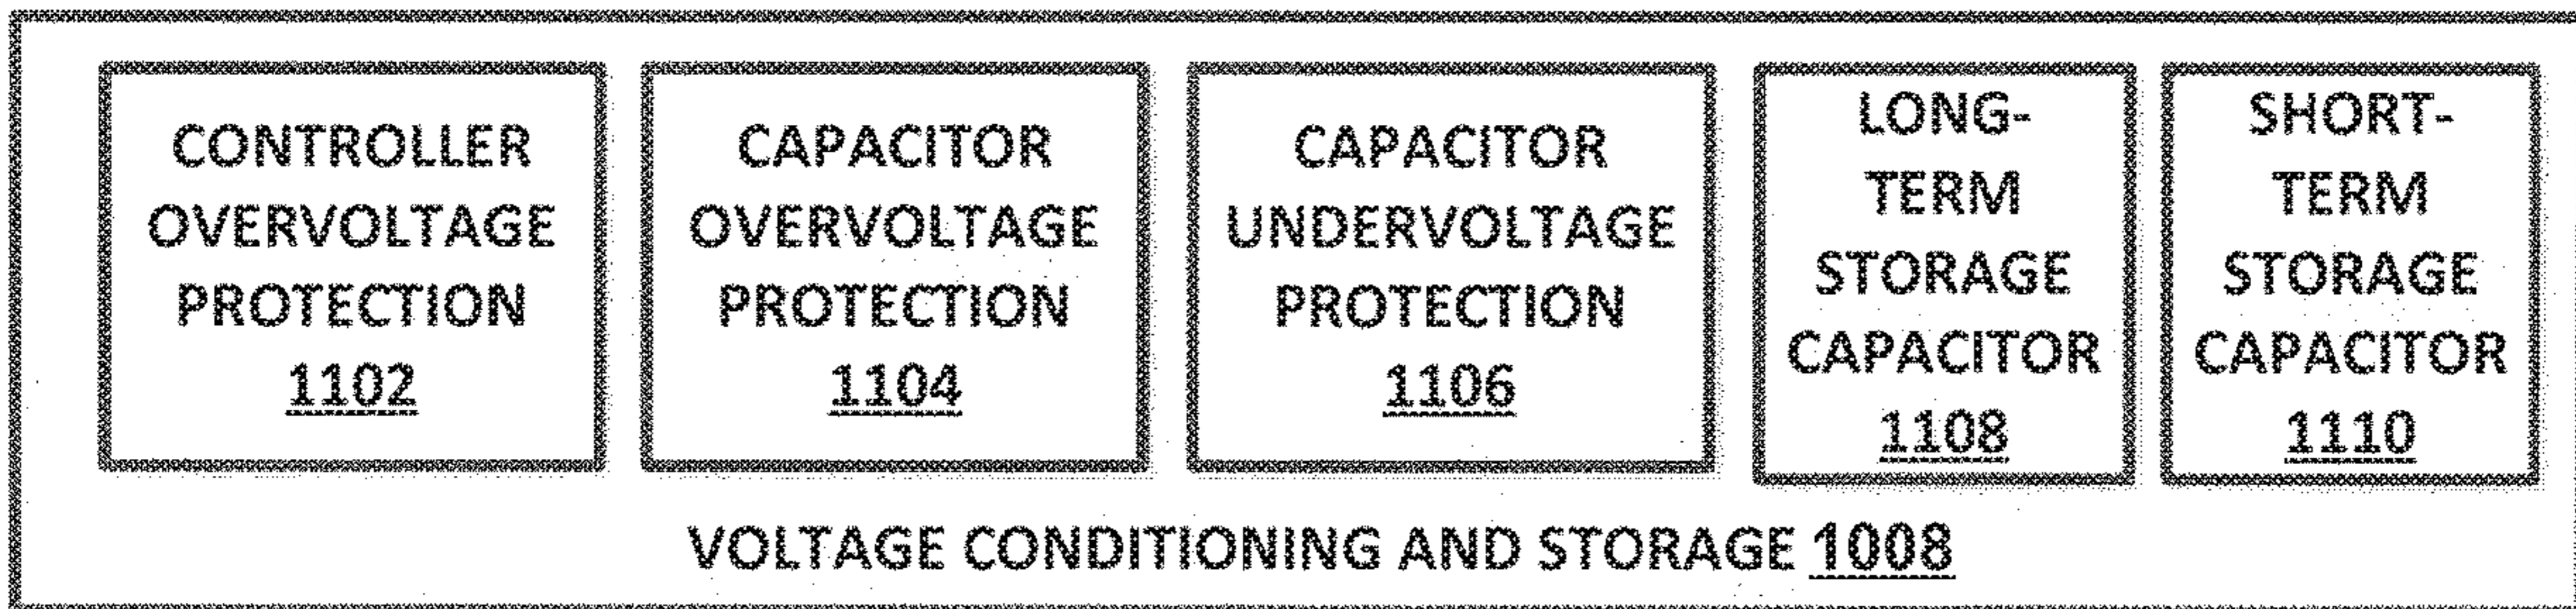 CONTROLLER
OVERVOLTAGE
PROTECTION
1102
CAPACITOR
OVERVOLTAGE
PROTECTION
1104
CAPACITOR
UNDERVOLTAGE
PROTECTION
1106
LONG-
TERM
STORAGE
CAPACITOR
1108
SHORT-
TERM
STORAGE
CAPACITOR
1110
VOLTAGE CONDITIONING AND STORAGE 1008